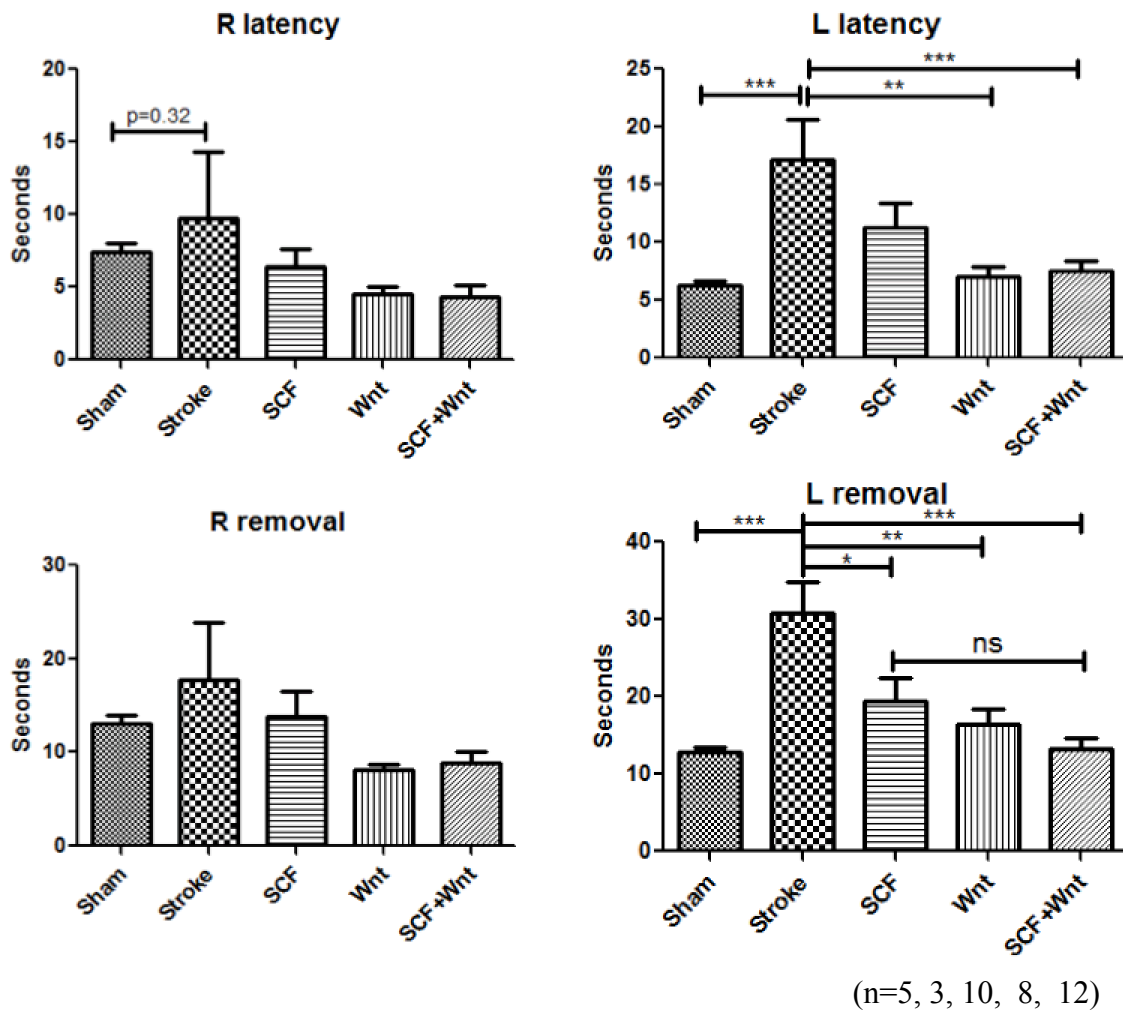 R latency
20
15
10
5
0
Seconds
p=0.32
Sham
Stroke
SCF
Wnt
SCF+Wnt
L latency
25
20
15
10
5
0
Seconds
***
**
***
Sham
Stroke
SCF
Wnt
SCF+Wnt
R removal
30
20
10
0
Seconds
Sham
Stroke
SCF
Wnt
SCF+Wnt
L removal
40
30
20
10
0
Seconds
***
***
**
*
ns
Sham
Stroke
SCF
Wnt
SCF+Wnt
(n=5, 3, 10, 8, 12)